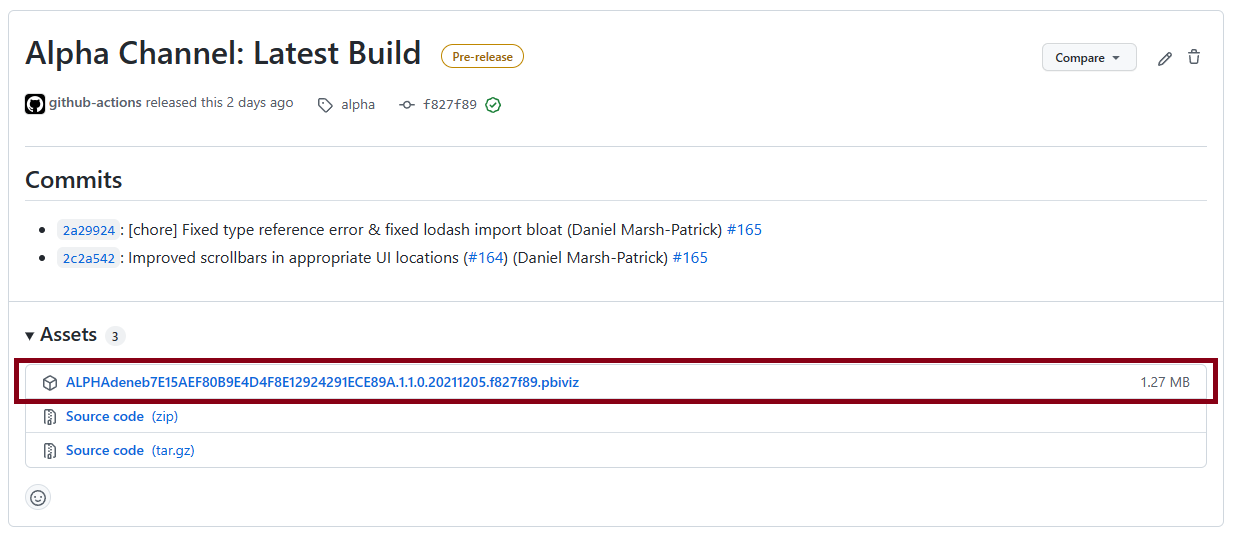 Alpha Channel: Latest Build Pre-release Compare
github-actions released this 2 days ago alpha f827f89
Commits
2a29924 : [chore] Fixed type reference error & fixed lodash import bloat (Daniel Marsh-Patrick) #165
2c2a542 : Improved scrollbars in appropriate UI locations (#164) (Daniel Marsh-Patrick) #165
Assets 3
ALPHAdeneb7E15AEF80B9E4D4F8E12924291ECE89A.1.1.0.20211205.f827f89.pbiviz 1.27 MB
Source code (zip)
Source code (tar.gz)